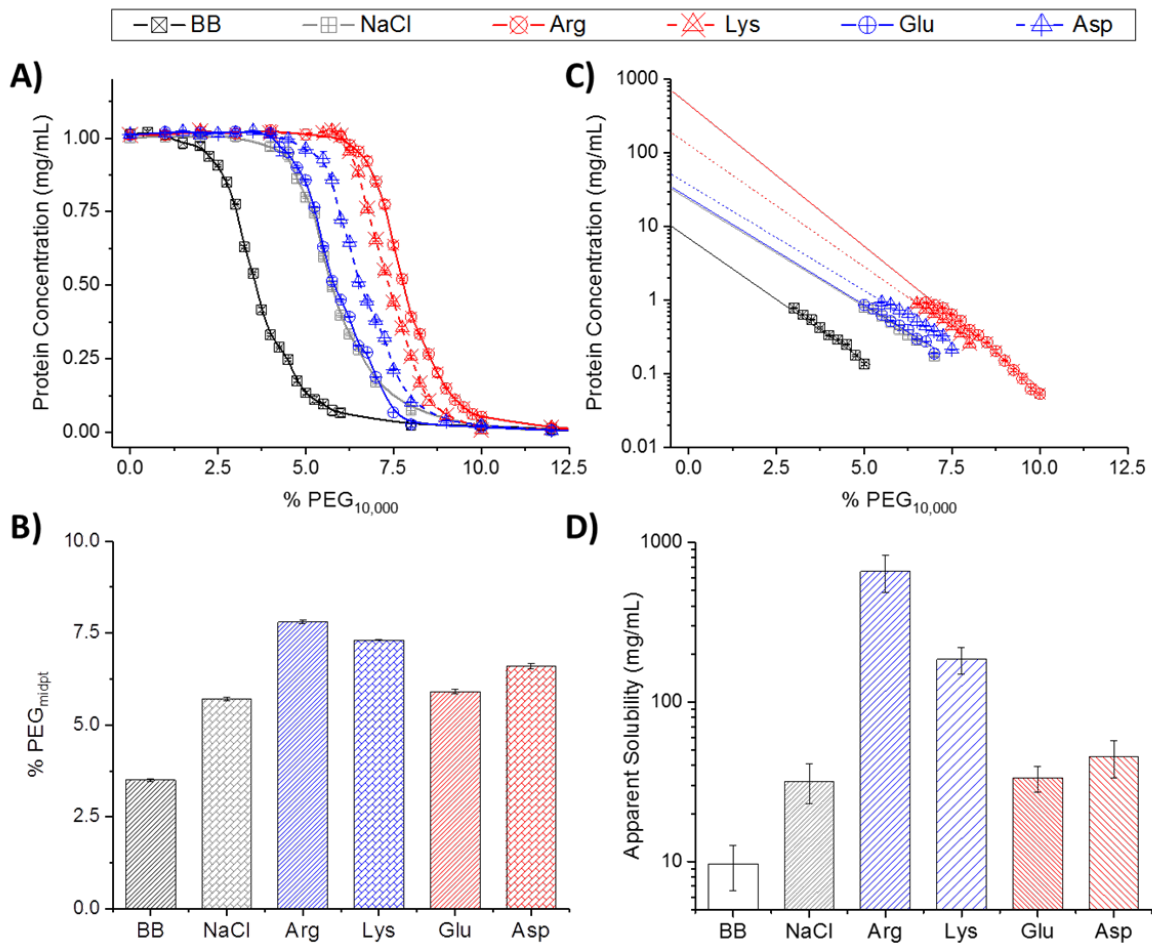 BB NaCl Arg Lys Glu Asp
A)
Protein Concentration (mg/mL)
1.00
0.75
0.50
0.25
0.00
0.0 2.5 5.0 7.5 10.0 12.5
% PEG10,000
C)
Protein Concentration (mg/mL)
1000
100
10
1
0.1
0.01
0.0 2.5 5.0 7.5 10.0 12.5
% PEG10,000
B)
% PEGmidpt
10.0
7.5
5.0
2.5
0.0
BB NaCl Arg Lys Glu Asp
D)
Apparent Solubility (mg/mL)
1000
100
10
BB NaCl Arg Lys Glu Asp